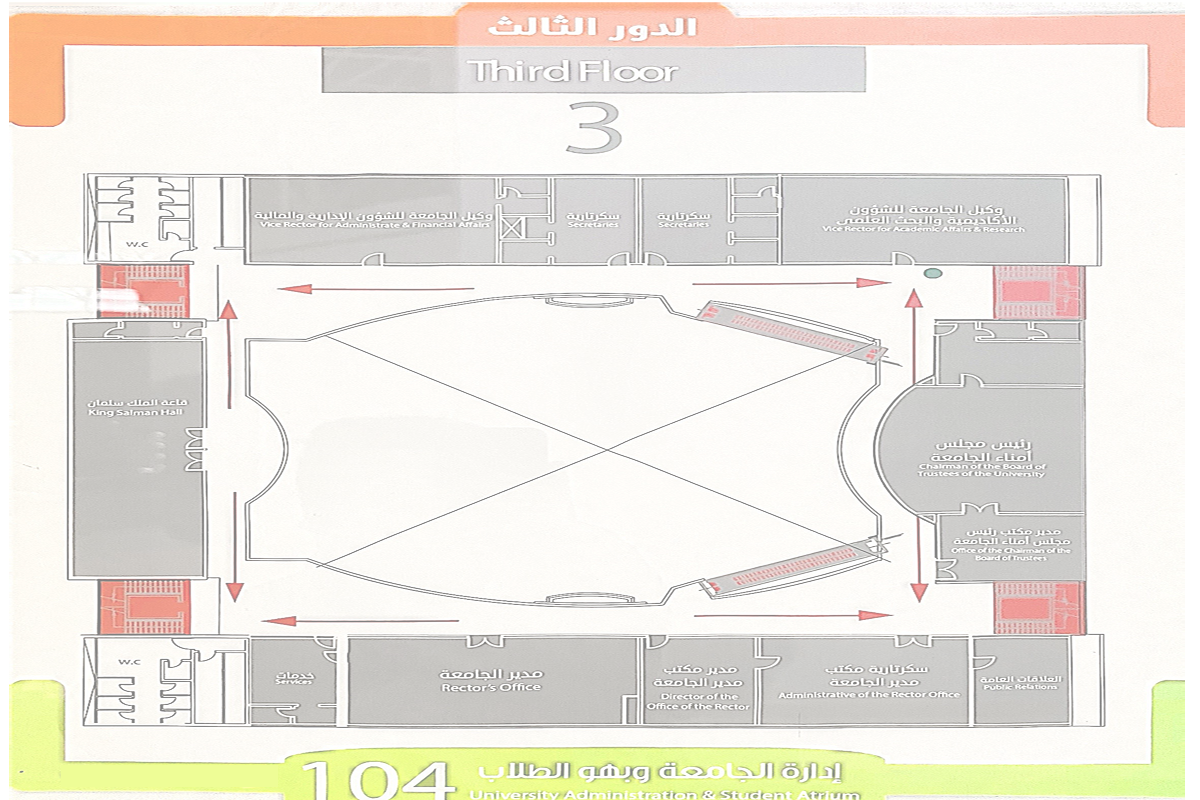 الدور الثالث
Third Floor
3
W.C
وكيل الجامعة للشؤون الإدارية والمالية
Vice Rector for Administrate & Financial Affairs
سكرتارية
Secretaries
سكرتارية
Secretaries
وكيل الجامعة للشؤون
الأكاديمية والبحث العلمي
Vice Rector for Academic Affairs & Research
قاعة الملك سلمان
King Salman Hall
رئيس مجلس
أمناء الجامعة
Chairman of the Board of
Trustees of the University
مدير مكتب رئيس
مجلس أمناء الجامعة
Office of the Chairman of the
Board of Trustees
W.C
خدمات
Services
مدير الجامعة
Rector's Office
مدير مكتب
مدير الجامعة
Director of the
Office of the Rector
سكرتارية مكتب
مدير الجامعة
Administrative of the Rector Office
العلاقات العامة
Public Relations
104
إدارة الجامعة وبهو الطلاب
University Administration & Student Atrium